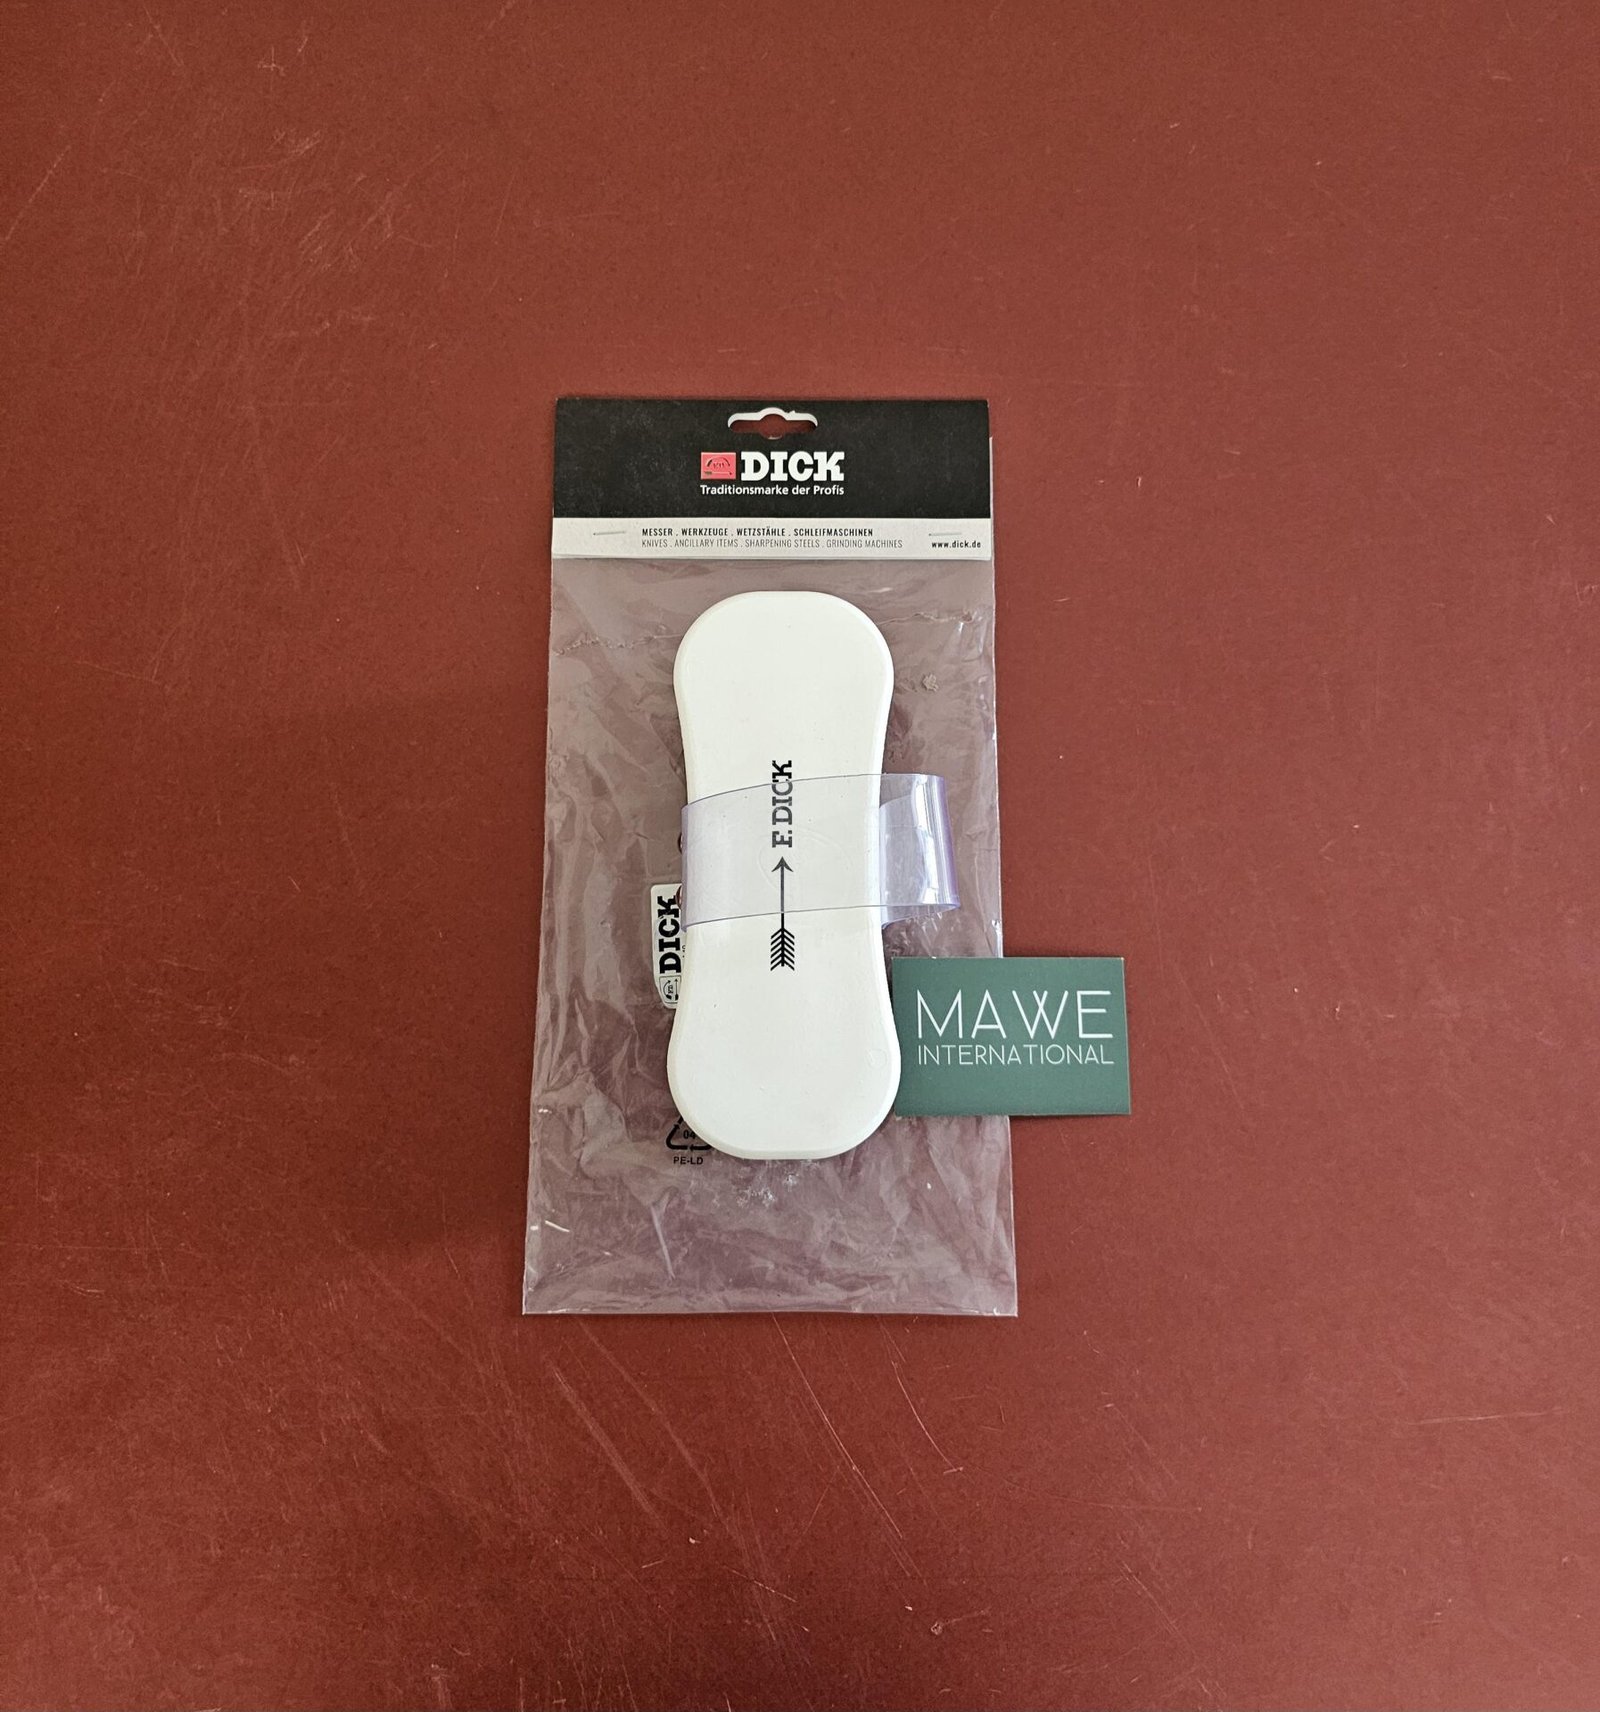 DICK
Traditionsmarke der Profis
MESSER . WERKZEUGE . WETZSTÄHLE . SCHLEIFMASCHINEN
KNIVES . ANCILLARY ITEMS . SHARPENING STEELS . GRINDING MACHINES
www.dick.de
F. DICK
DICK
MAWE
INTERNATIONAL
04
PE-LD